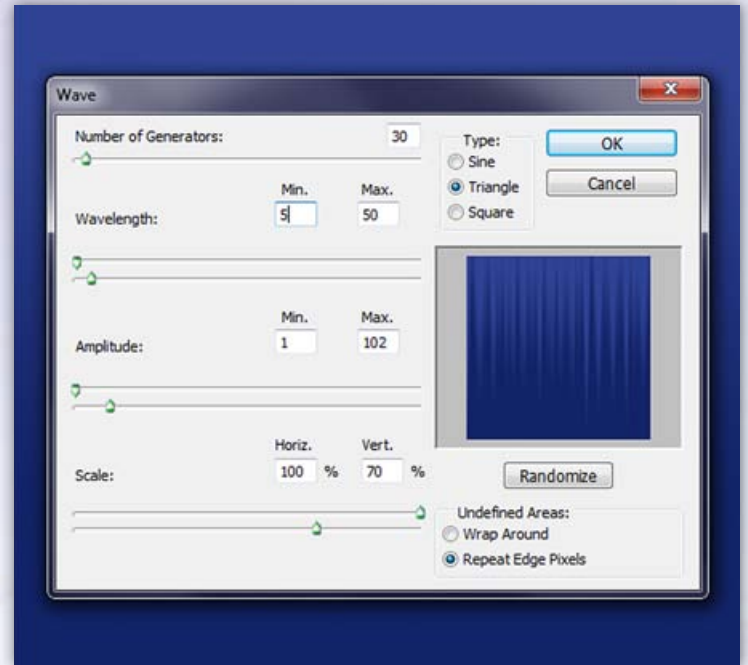 Wave
Number of Generators: 30
Type:
Sine
Triangle
Square
OK
Cancel
Min. Max.
Wavelength: 5 50
Min. Max.
Amplitude: 1 102
Horiz. Vert.
Scale: 100 % 70 %
Randomize
Undefined Areas:
Wrap Around
Repeat Edge Pixels